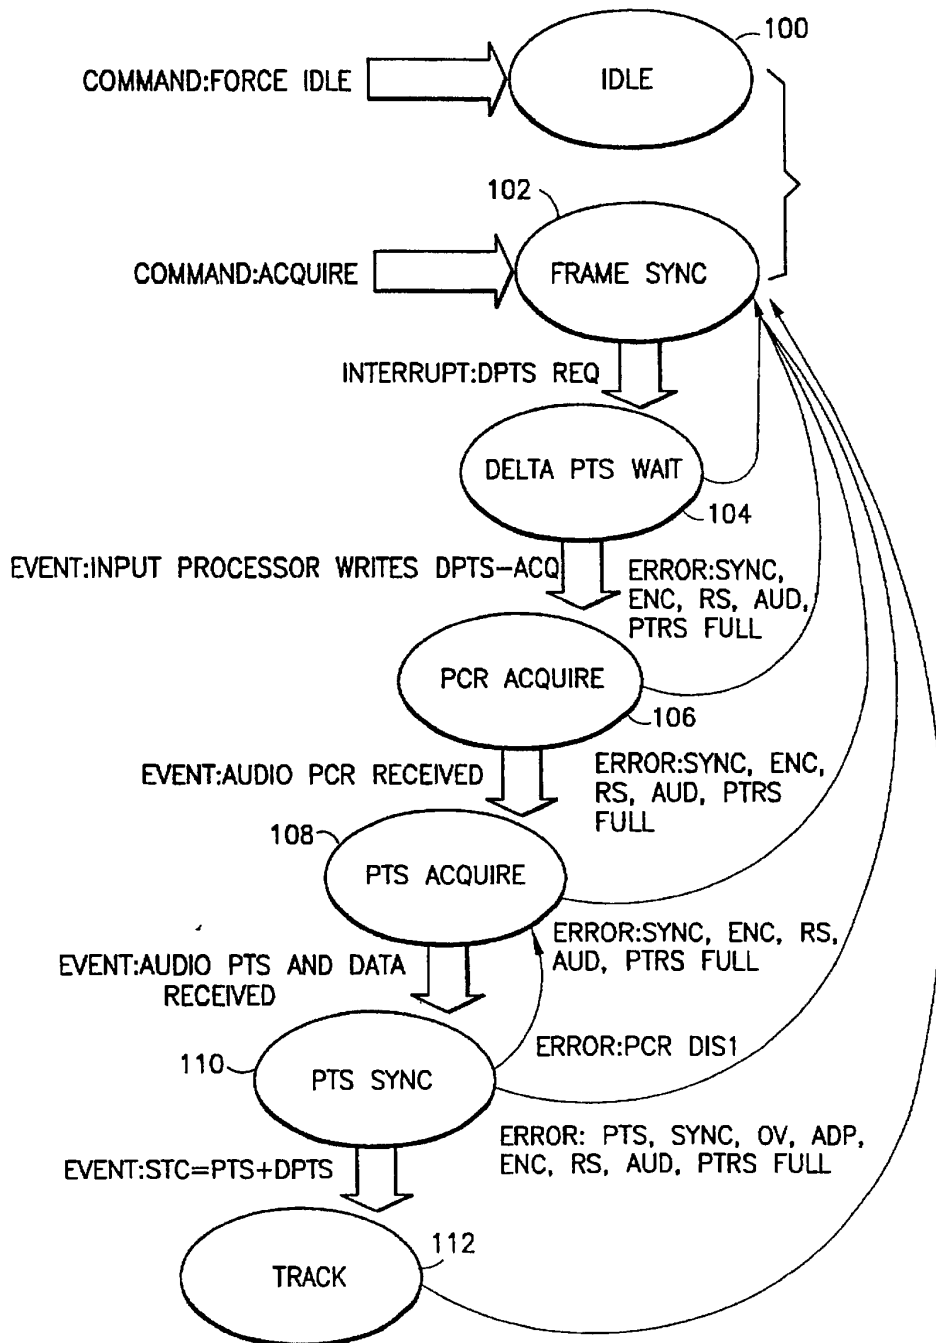 100
COMMAND:FORCE IDLE
IDLE
102
COMMAND:ACQUIRE
FRAME SYNC
INTERRUPT:DPTS REQ
DELTA PTS WAIT
104
EVENT:INPUT PROCESSOR WRITES DPTS-ACQ
ERROR:SYNC,
ENC, RS, AUD,
PTRS FULL
PCR ACQUIRE
106
EVENT:AUDIO PCR RECEIVED
ERROR:SYNC, ENC,
RS, AUD, PTRS
FULL
108
PTS ACQUIRE
ERROR:SYNC, ENC, RS,
AUD, PTRS FULL
EVENT:AUDIO PTS AND DATA
RECEIVED
ERROR:PCR DIS1
110
PTS SYNC
ERROR: PTS, SYNC, OV, ADP,
ENC, RS, AUD, PTRS FULL
EVENT:STC=PTS+DPTS
112
TRACK